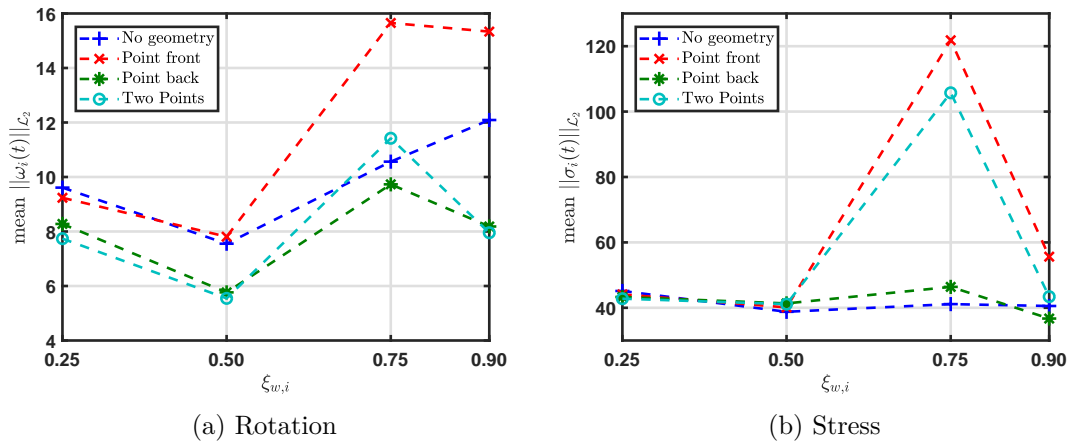 16
14
12
10
8
6
4
mean ||ω_i(t)||_{ℒ_2}
No geometry
Point front
Point back
Two Points
0.25 0.50 0.75 0.90
ξ_{w,i}
(a) Rotation
120
100
80
60
40
mean ||σ_i(t)||_{ℒ_2}
No geometry
Point front
Point back
Two Points
0.25 0.50 0.75 0.90
ξ_{w,i}
(b) Stress